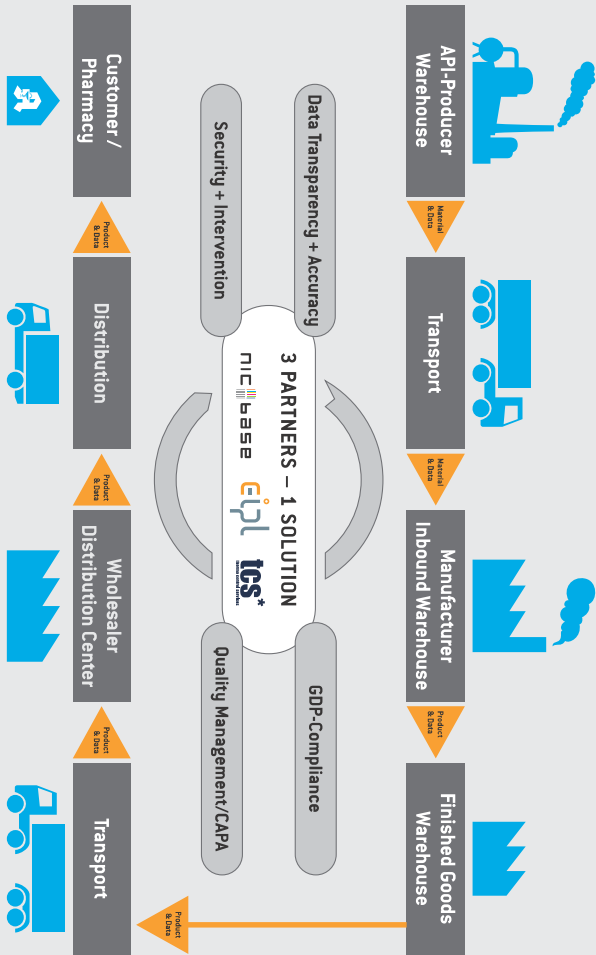 API-Producer
Warehouse
Material
& Data
Transport
Material
& Data
Manufacturer
Inbound Warehouse
Product
& Data
Finished Goods
Warehouse
Data Transparency + Accuracy
GDP-Compliance
3 PARTNERS – 1 SOLUTION
nic base
eipl
tcs*
Security + Intervention
Quality Management/CAPA
Product
& Data
Customer /
Pharmacy
Product
& Data
Distribution
Product
& Data
Wholesaler
Distribution Center
Product
& Data
Transport